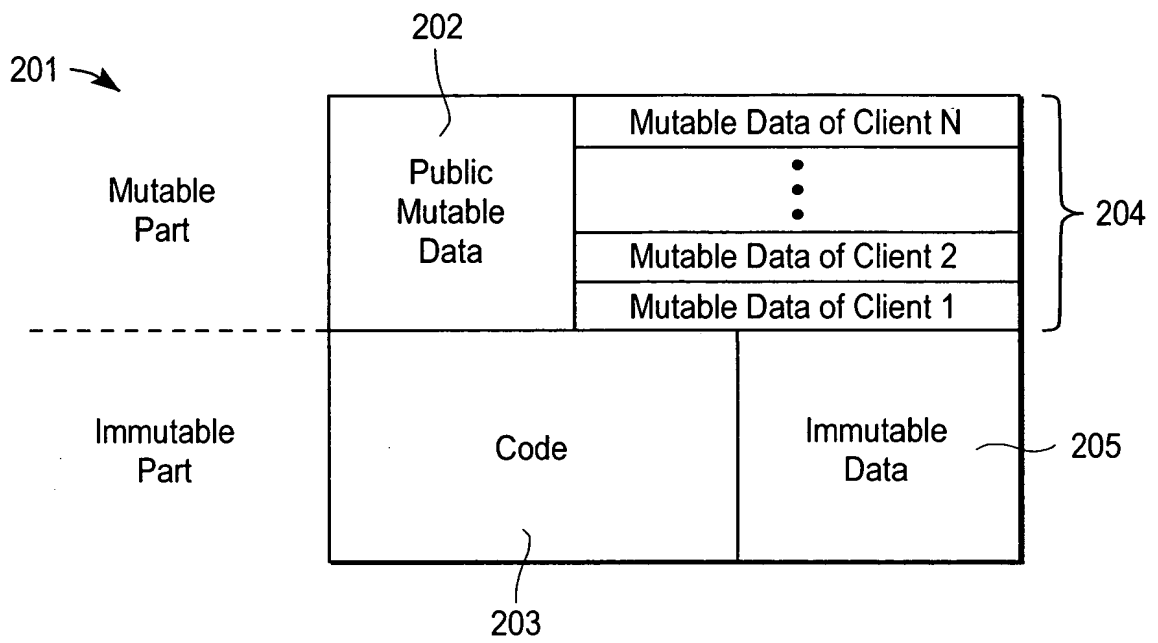 202
201
Mutable Data of Client N
Public
Mutable
Data
Mutable
Part
204
Mutable Data of Client 2
Mutable Data of Client 1
Immutable
Part
Code
Immutable
Data
205
203